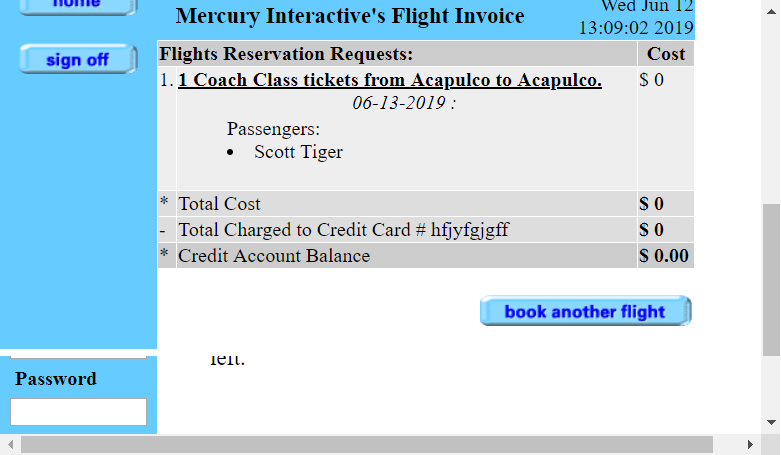 home
Mercury Interactive's Flight Invoice
Wed Jun 12
13:09:02 2019
sign off
Flights Reservation Requests: Cost
1. 1 Coach Class tickets from Acapulco to Acapulco. $ 0
06-13-2019 :
Passengers:
• Scott Tiger
* Total Cost $ 0
- Total Charged to Credit Card # hfjyfgjgff $ 0
* Credit Account Balance $ 0.00
book another flight
left.
Password